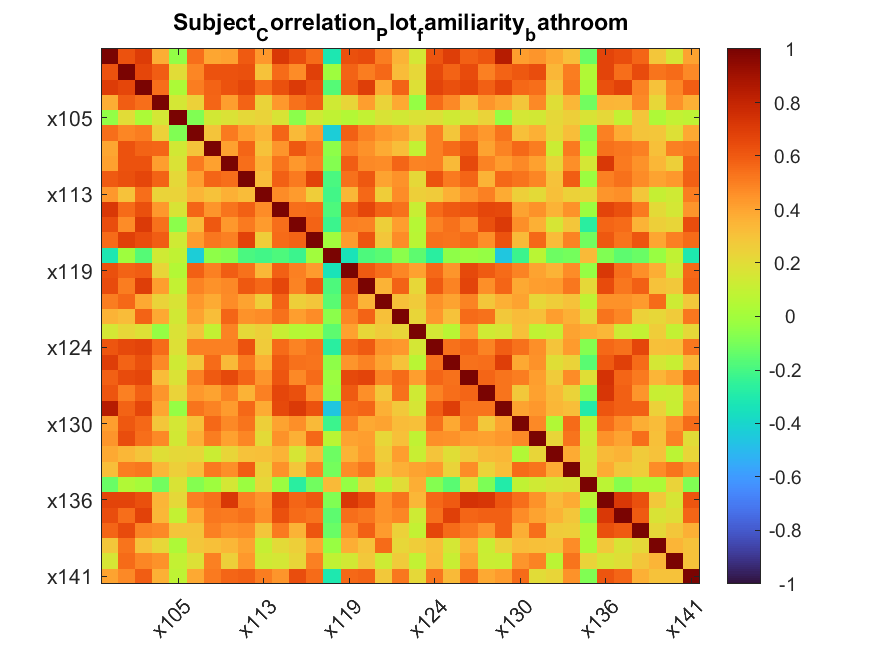 Subject_Correlation_Plot_familiarity_bathroom
1
0.8
0.6
0.4
0.2
0
-0.2
-0.4
-0.6
-0.8
-1
x105
x113
x119
x124
x130
x136
x141
x105
x113
x119
x124
x130
x136
x141